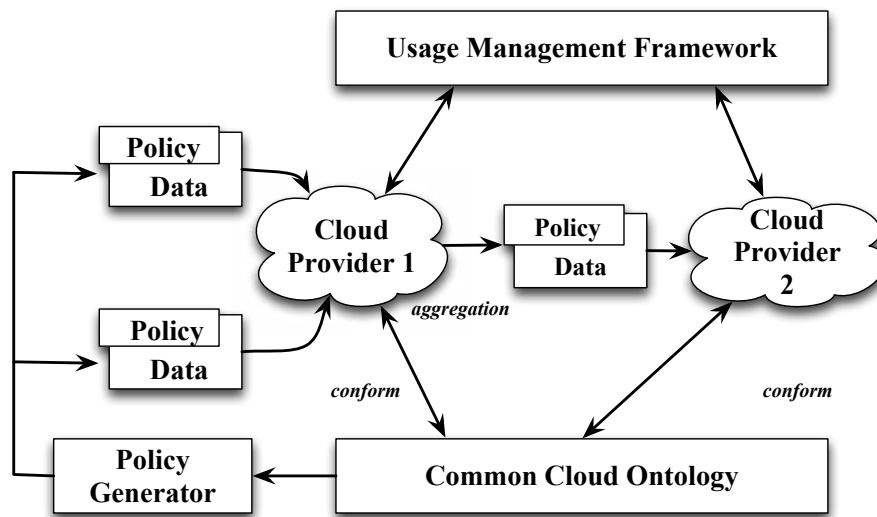 Usage Management Framework
Policy
Data
Cloud
Provider 1
Policy
Data
Cloud
Provider
2
aggregation
Policy
Data
conform
conform
Policy
Generator
Common Cloud Ontology